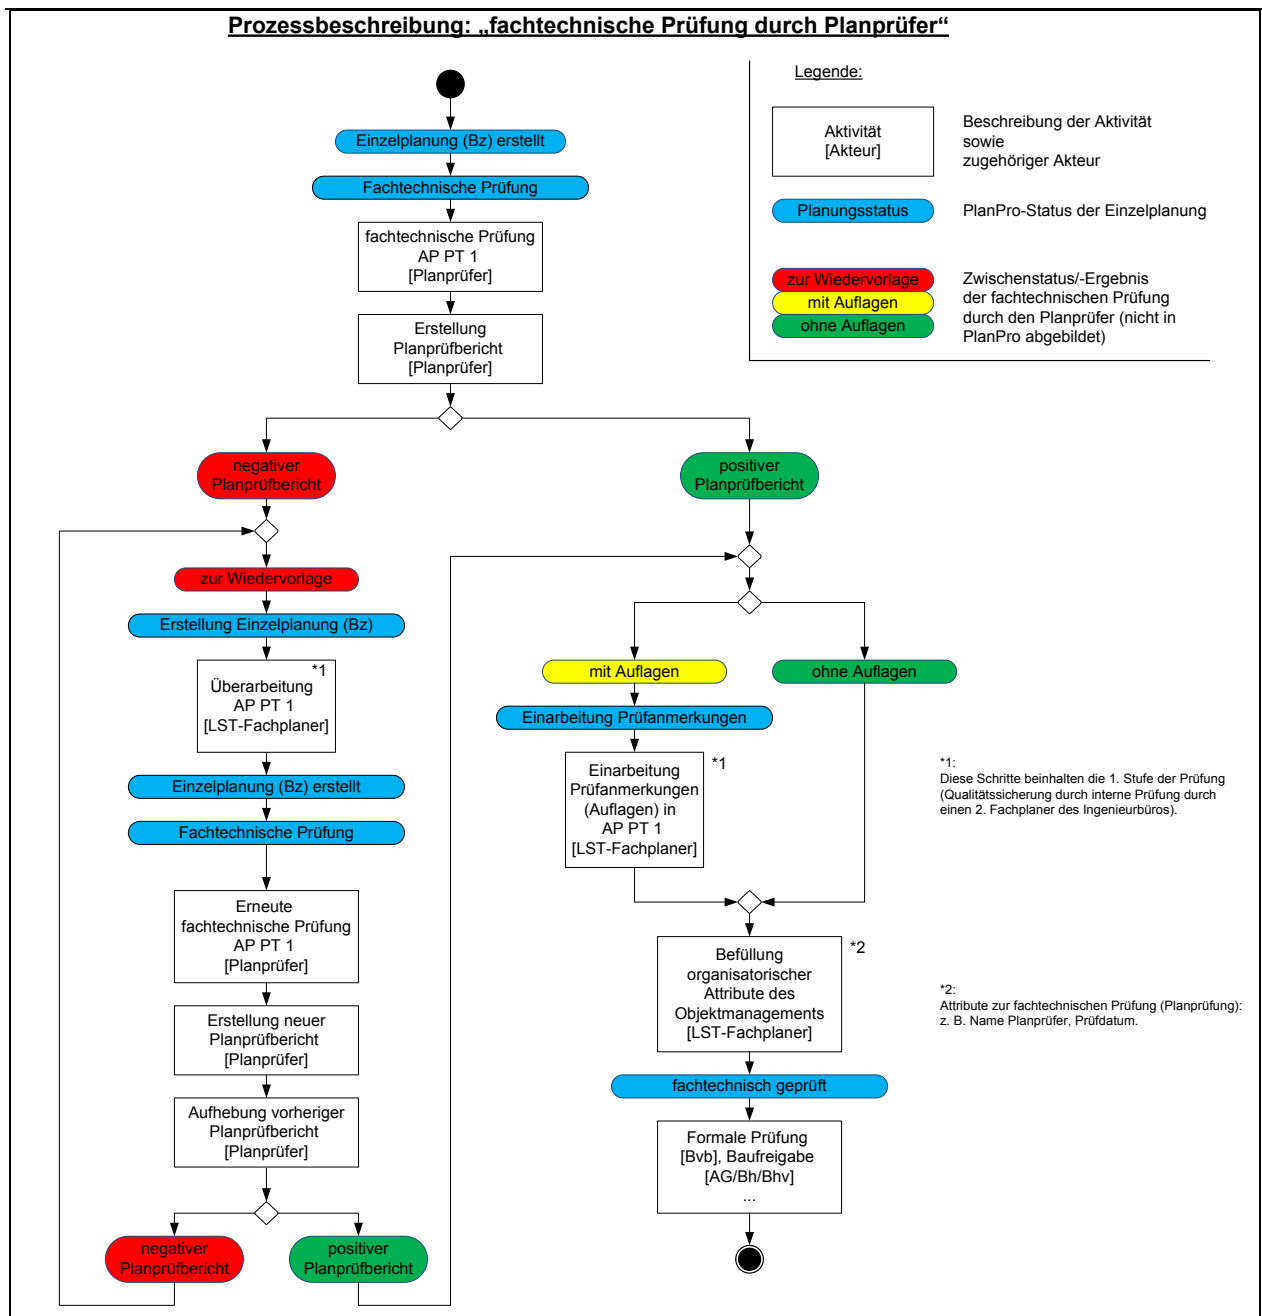 Prozessbeschreibung: „fachtechnische Prüfung durch Planprüfer“
Legende:
Aktivität
[Akteur]
Beschreibung der Aktivität
sowie
zugehöriger Akteur
Planungsstatus
PlanPro-Status der Einzelplanung
zur Wiedervorlage
mit Auflagen
ohne Auflagen
Zwischenstatus/-Ergebnis
der fachtechnischen Prüfung
durch den Planprüfer (nicht in
PlanPro abgebildet)
Einzelplanung (Bz) erstellt
Fachtechnische Prüfung
fachtechnische Prüfung
AP PT 1
[Planprüfer]
Erstellung
Planprüfbericht
[Planprüfer]
negativer
Planprüfbericht
positiver
Planprüfbericht
zur Wiedervorlage
Erstellung Einzelplanung (Bz)
*1
Überarbeitung
AP PT 1
[LST-Fachplaner]
Einzelplanung (Bz) erstellt
Fachtechnische Prüfung
Erneute
fachtechnische Prüfung
AP PT 1
[Planprüfer]
Erstellung neuer
Planprüfbericht
[Planprüfer]
Aufhebung vorheriger
Planprüfbericht
[Planprüfer]
negativer
Planprüfbericht
positiver
Planprüfbericht
mit Auflagen
ohne Auflagen
Einarbeitung Prüfanmerkungen
Einarbeitung
Prüfanmerkungen
(Auflagen) in
AP PT 1
[LST-Fachplaner]
*1
*1:
Diese Schritte beinhalten die 1. Stufe der Prüfung
(Qualitätssicherung durch interne Prüfung durch
einen 2. Fachplaner des Ingenieurbüros).
Befüllung
organisatorischer
Attribute des
Objektmanagements
[LST-Fachplaner]
*2
*2:
Attribute zur fachtechnischen Prüfung (Planprüfung):
z. B. Name Planprüfer, Prüfdatum.
fachtechnisch geprüft
Formale Prüfung
[Bvb], Baufreigabe
[AG/Bh/Bhv]
...